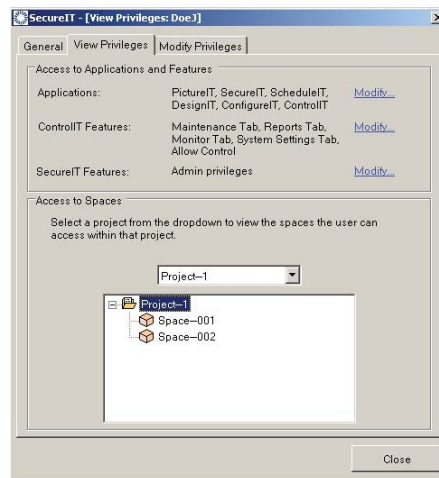 SecureIT - [View Privileges: DoeJ]
General View Privileges Modify Privileges
Access to Applications and Features
Applications: PictureIT, SecureIT, ScheduleIT, Modify...
DesignIT, ConfigureIT, ControlIT
ControlIT Features: Maintenance Tab, Reports Tab, Modify...
Monitor Tab, System Settings Tab,
Allow Control
SecureIT Features: Admin privileges Modify...
Access to Spaces
Select a project from the dropdown to view the spaces the user can
access within that project.
Project–1
Project–1
Space–001
Space–002
Close